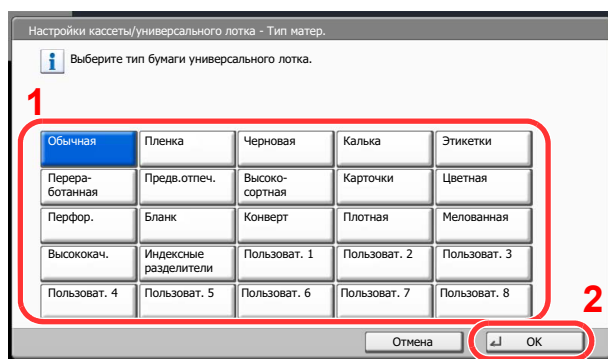 Настройки кассеты/универсального лотка - Тип матер.
Выберите тип бумаги универсального лотка.
1
Обычная Пленка Черновая Калька Этикетки
Перера-
ботанная Предв.отпеч. Высоко-
сортная Карточки Цветная
Перфор. Бланк Конверт Плотная Мелованная
Высококач. Индексные
разделители Пользоват. 1 Пользоват. 2 Пользоват. 3
Пользоват. 4 Пользоват. 5 Пользоват. 6 Пользоват. 7 Пользоват. 8
2
Отмена OK